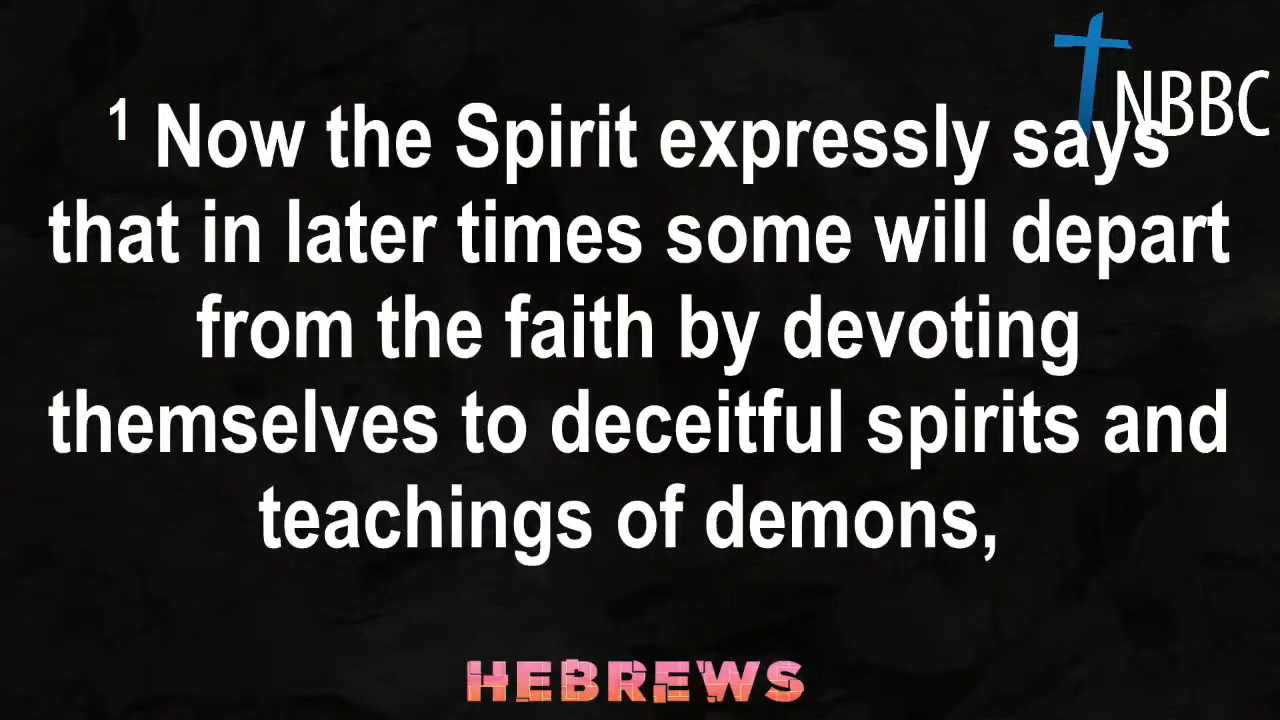 NBBC
1 Now the Spirit expressly says
that in later times some will depart
from the faith by devoting
themselves to deceitful spirits and
teachings of demons,
HEBREWS